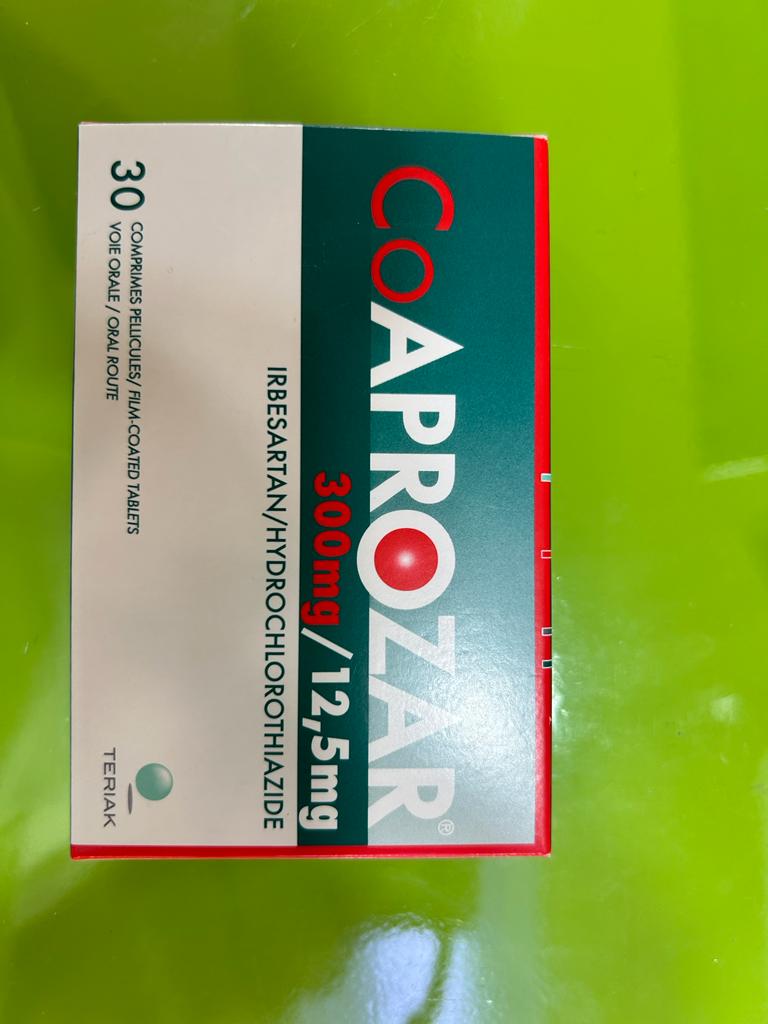 CoAPROZAR®
300mg/12,5mg
IRBESARTAN/HYDROCHLOROTHIAZIDE
30 COMPRIMES PELLICULES/ FILM-COATED TABLETS
VOIE ORALE / ORAL ROUTE
TERIAK